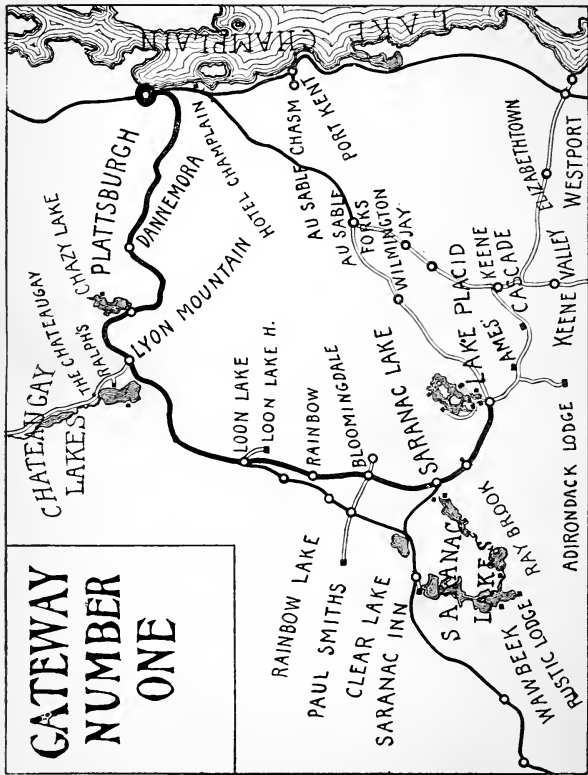 GATEWAY
NUMBER
ONE
LAKE
CHAMPLAIN
CHATEAUGAY
LAKES
THE CHATEAUGAY
RALPH'S
CHAZY LAKE
PLATTSBURGH
DANNEMORA
LYON MOUNTAIN
HOTEL CHAMPLAIN
AU SABLE CHASM
PORT KENT
AU SABLE
FORKS
WILMINGTON
JAY
LAKE PLACID
KEENE
CASCADE
AMES'
ELIZABETHTOWN
WESTPORT
KEENE VALLEY
LOON LAKE
LOON LAKE H.
RAINBOW
BLOOMINGDALE
SARANAC LAKE
RAINBOW LAKE
PAUL SMITHS
CLEAR LAKE
SARANAC INN
SARANAC
LAKES
RAY BROOK
WAWBEEK
RUSTIC LODGE
ADIRONDACK LODGE